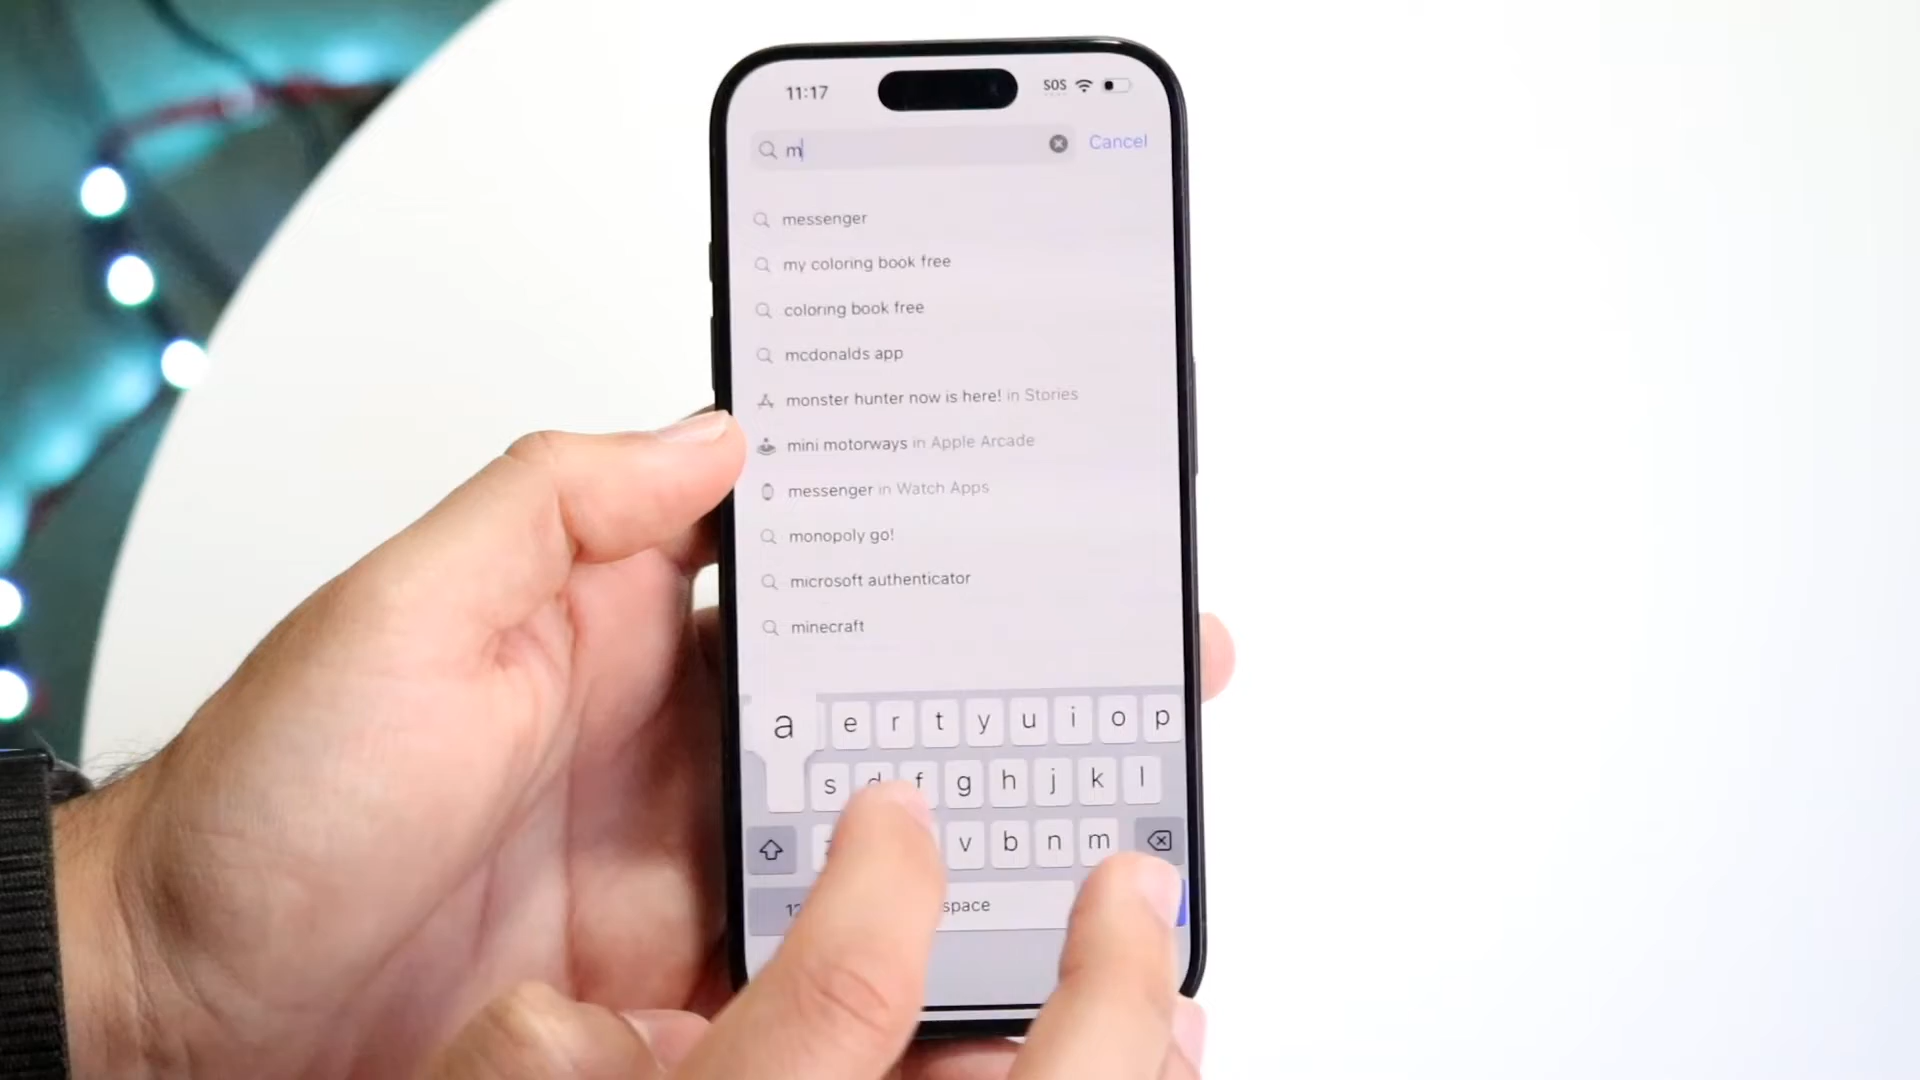 11:17 SOS
m Cancel
messenger
my coloring book free
coloring book free
mcdonalds app
monster hunter now is here! in Stories
mini motorways in Apple Arcade
messenger in Watch Apps
monopoly go!
microsoft authenticator
minecraft
a e r t y u i o p
s d f g h j k l
v b n m
space